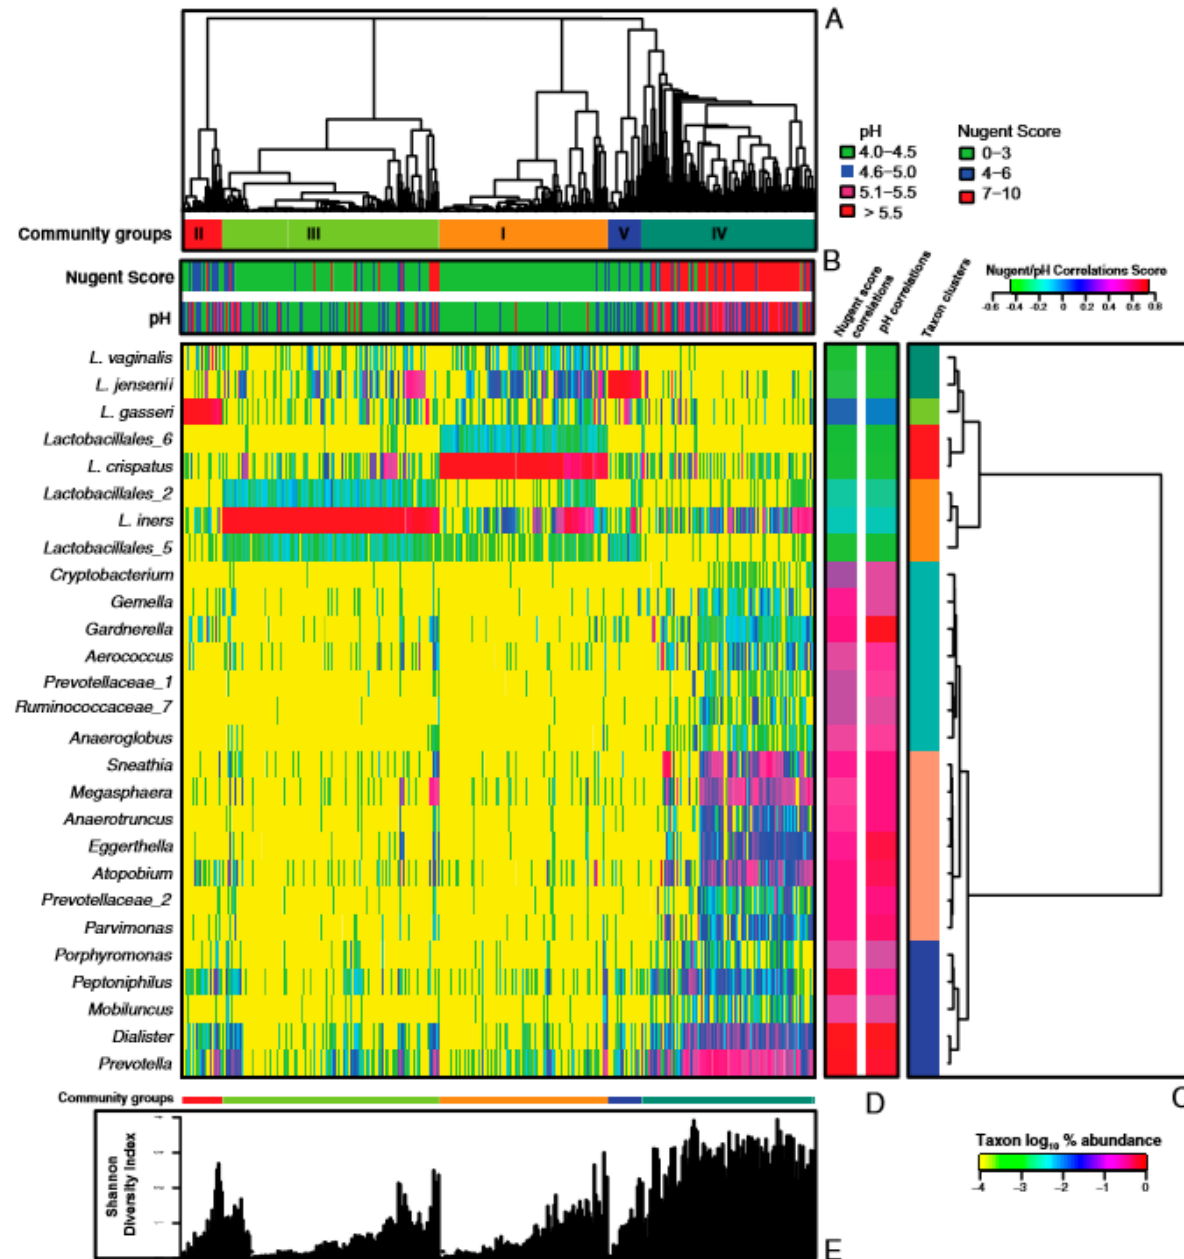 A
pH
4.0–4.5
4.6–5.0
5.1–5.5
> 5.5
Nugent Score
0–3
4–6
7–10
Community groups
II
III
I
V
IV
Nugent Score
pH
B
Nugent score
correlations
pH correlations
Taxon clusters
Nugent/pH Correlations Score
-0.6 -0.4 -0.2 0 0.2 0.4 0.6 0.8
L. vaginalis
L. jensenii
L. gasseri
Lactobacillales_6
L. crispatus
Lactobacillales_2
L. iners
Lactobacillales_5
Cryptobacterium
Gemella
Gardnerella
Aerococcus
Prevotellaceae_1
Ruminococcaceae_7
Anaeroglobus
Sneathia
Megasphaera
Anaerotruncus
Eggerthella
Atopobium
Prevotellaceae_2
Parvimonas
Porphyromonas
Peptoniphilus
Mobiluncus
Dialister
Prevotella
Community groups
D
C
Shannon
Diversity Index
1 2 3 4
E
Taxon log₁₀ % abundance
−4 −3 −2 −1 0